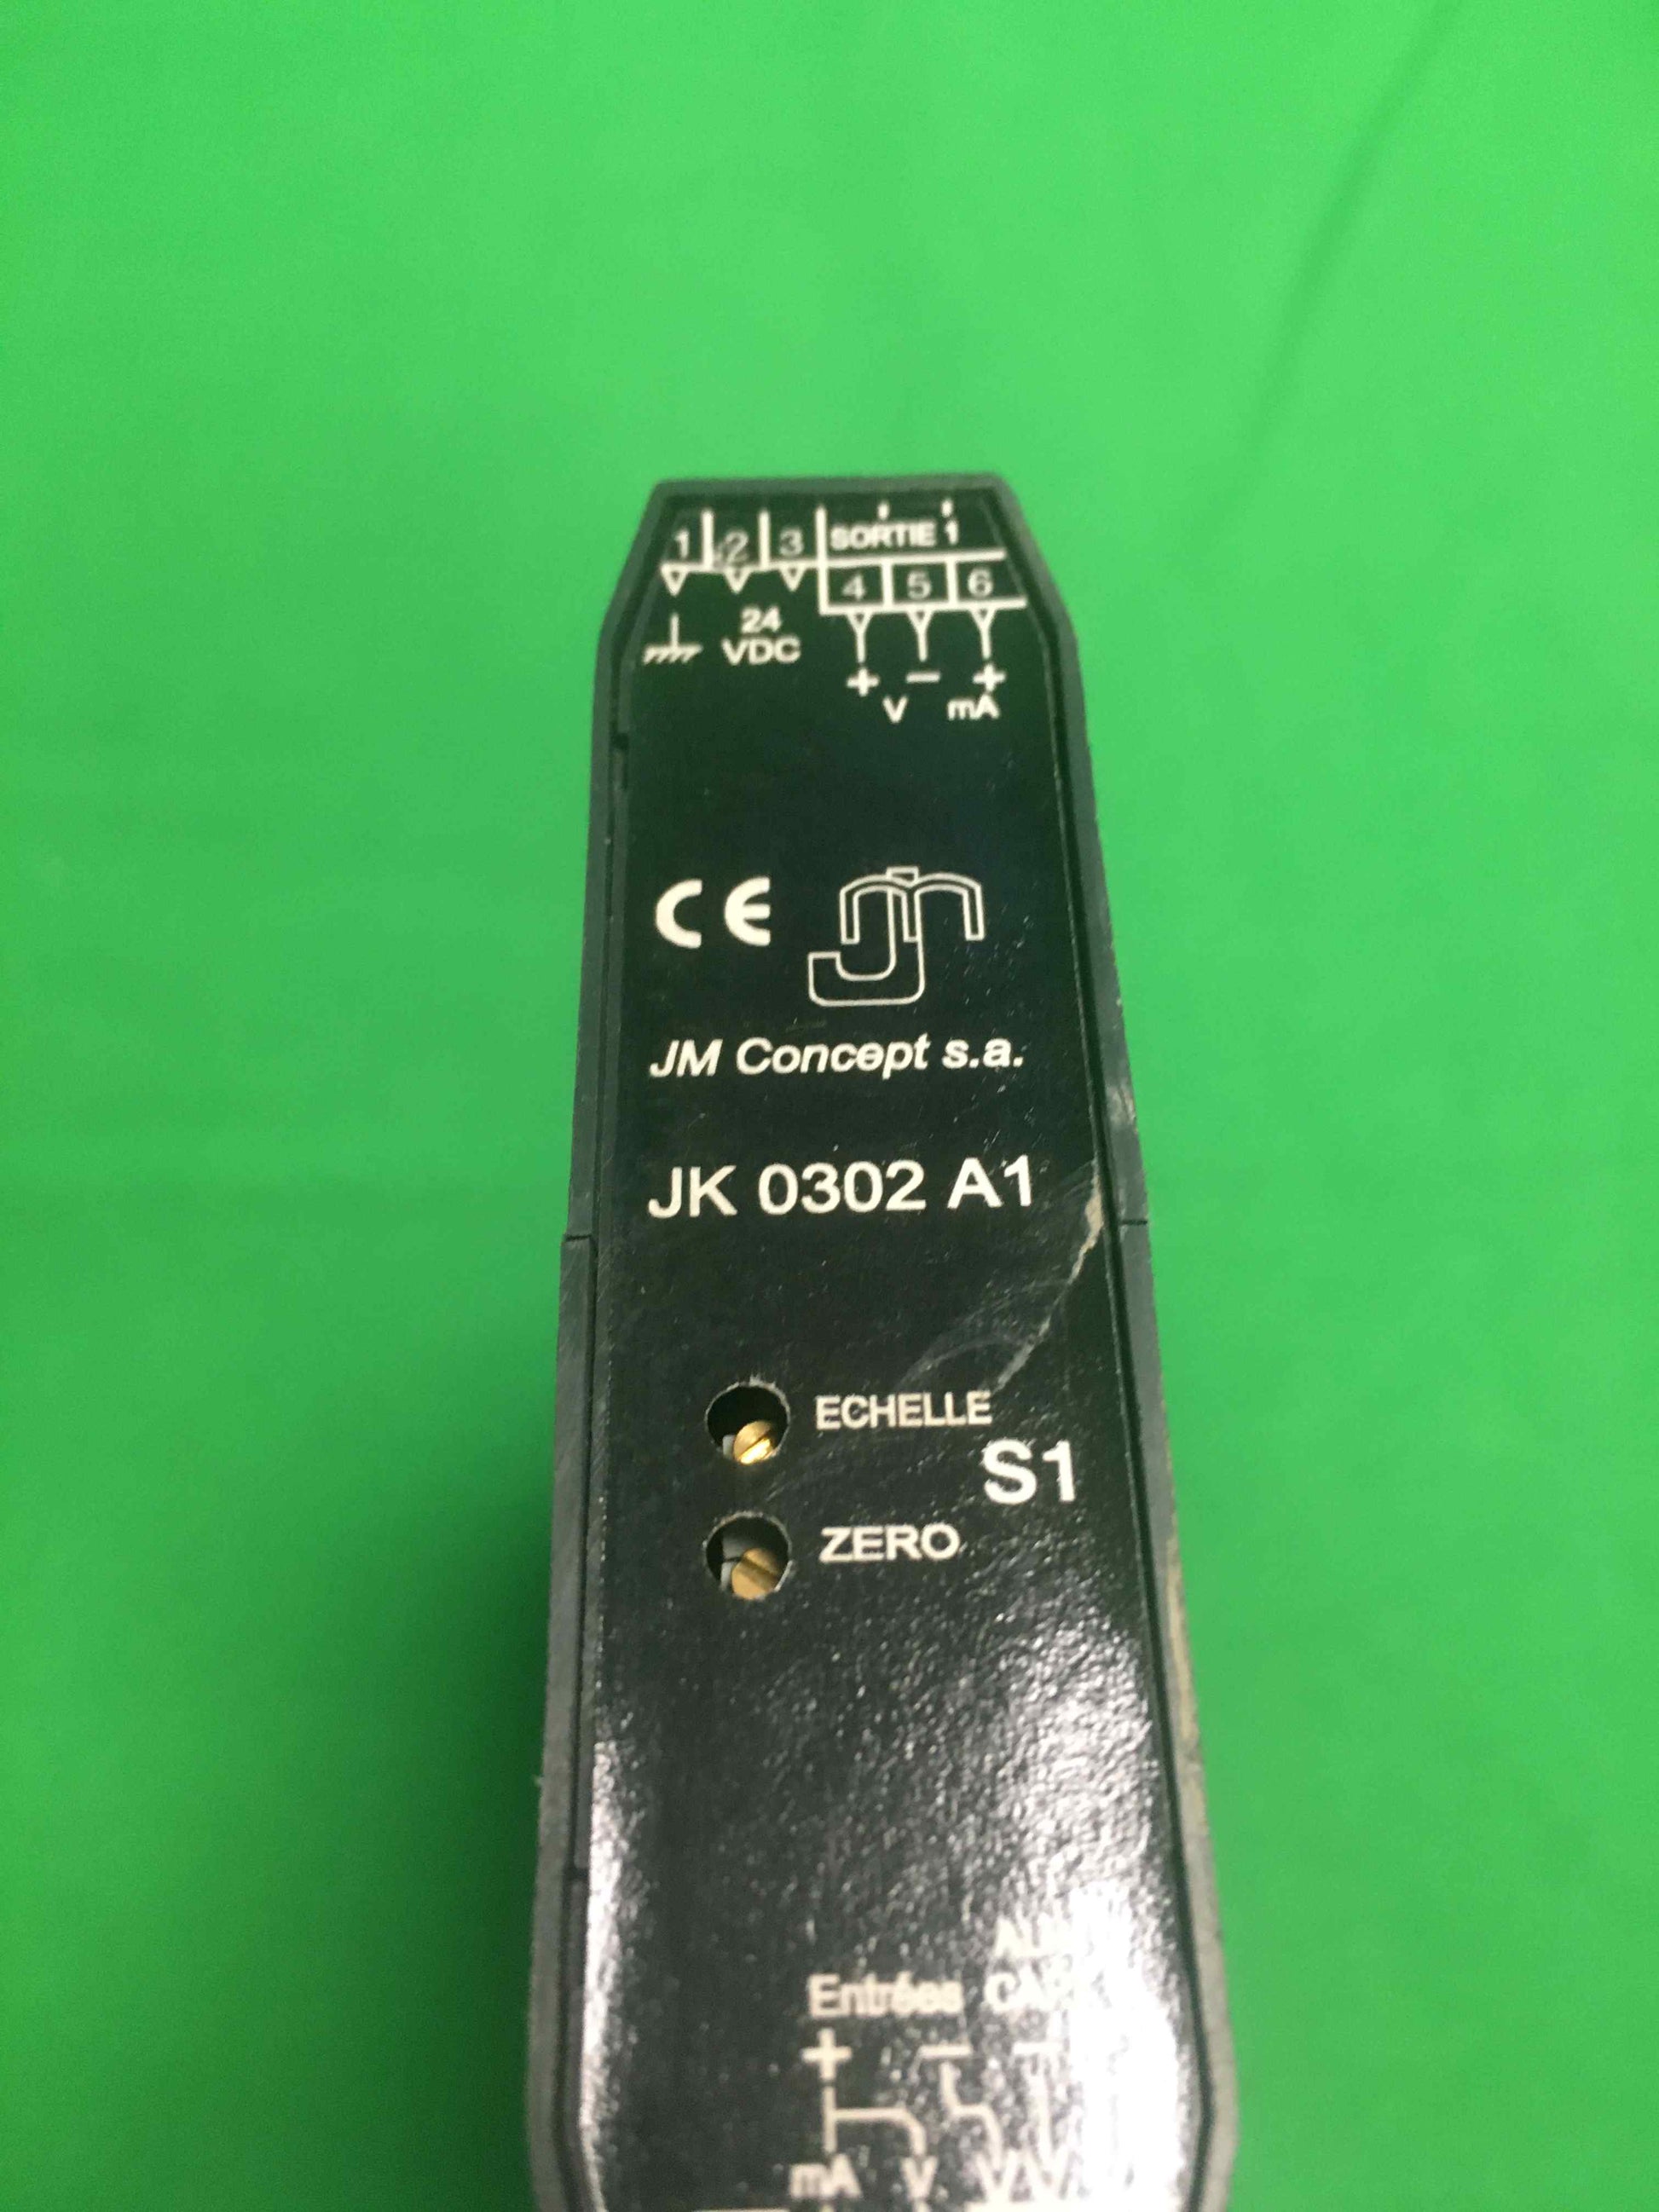 1 2 3 SORTIE 1
4 5 6
24
VDC
+ − +
V mA
CE jm
JM Concept s.a.
JK 0302 A1
ECHELLE
S1
ZERO
Entrées
+ −
mA V